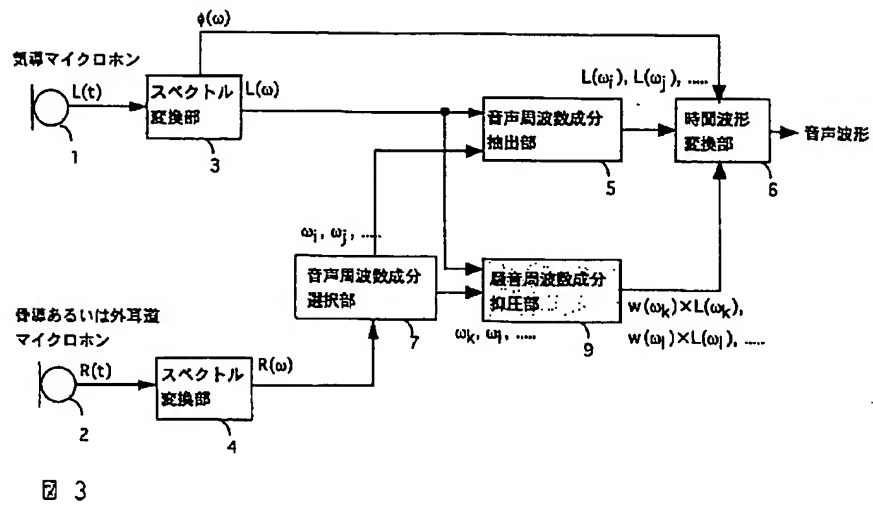 φ(ω)
気導マイクロホン
L(t)
1
スペクトル
変換部
3
L(ω)
L(ωi), L(ωj), .....
音声周波数成分
抽出部
5
時間波形
変換部
6
音声波形
ωi, ωj, .....
音声周波数成分
選択部
7
騒音周波数成分
抑圧部
9
ωk, ωl, .....
w(ωk)×L(ωk),
w(ωl)×L(ωl), .....
骨導あるいは外耳道
マイクロホン
R(t)
2
スペクトル
変換部
4
R(ω)
図 3